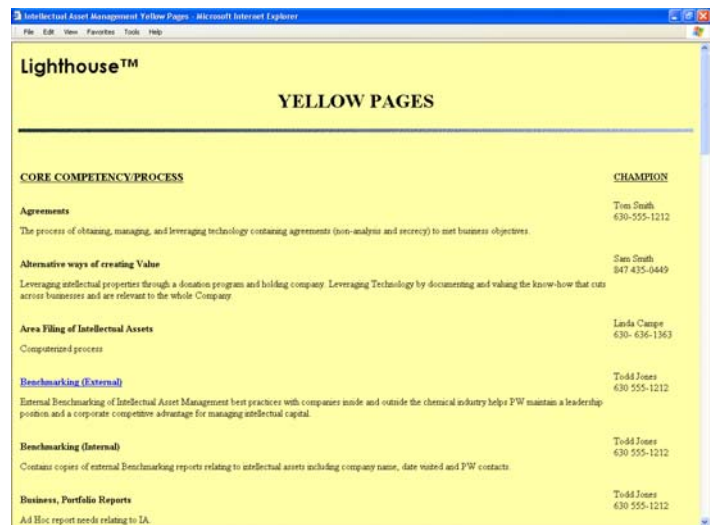 Intellectual Asset Management Yellow Pages - Microsoft Internet Explorer
File Edit View Favorites Tools Help
Lighthouse™
YELLOW PAGES
CORE COMPETENCY/PROCESS CHAMPION
Agreements Tom Smith
630-555-1212
The process of obtaining, managing, and leveraging technology containing agreements (non-analysis and secrecy) to met business objectives.
Alternative ways of creating Value Sam Smith
847 435-0449
Leveraging intellectual properties through a donation program and holding company. Leveraging Technology by documenting and valuing the know-how that cuts
across businesses and are relevant to the whole Company
Area Filing of Intellectual Assets Linda Campe
630- 636-1363
Computerized process
Benchmarking (External) Todd Jones
630 555-1212
External Benchmarking of Intellectual Asset Management best practices with companies inside and outside the chemical industry helps PW maintain a leadership
position and a corporate competitive advantage for managing intellectual capital.
Benchmarking (Internal) Todd Jones
630 555-1212
Contains copies of external Benchmarking reports relating to intellectual assets including company name, date visited and PW contacts
Business, Portfolio Reports Todd Jones
630 555-1212
Ad Hoc report needs relating to IA.